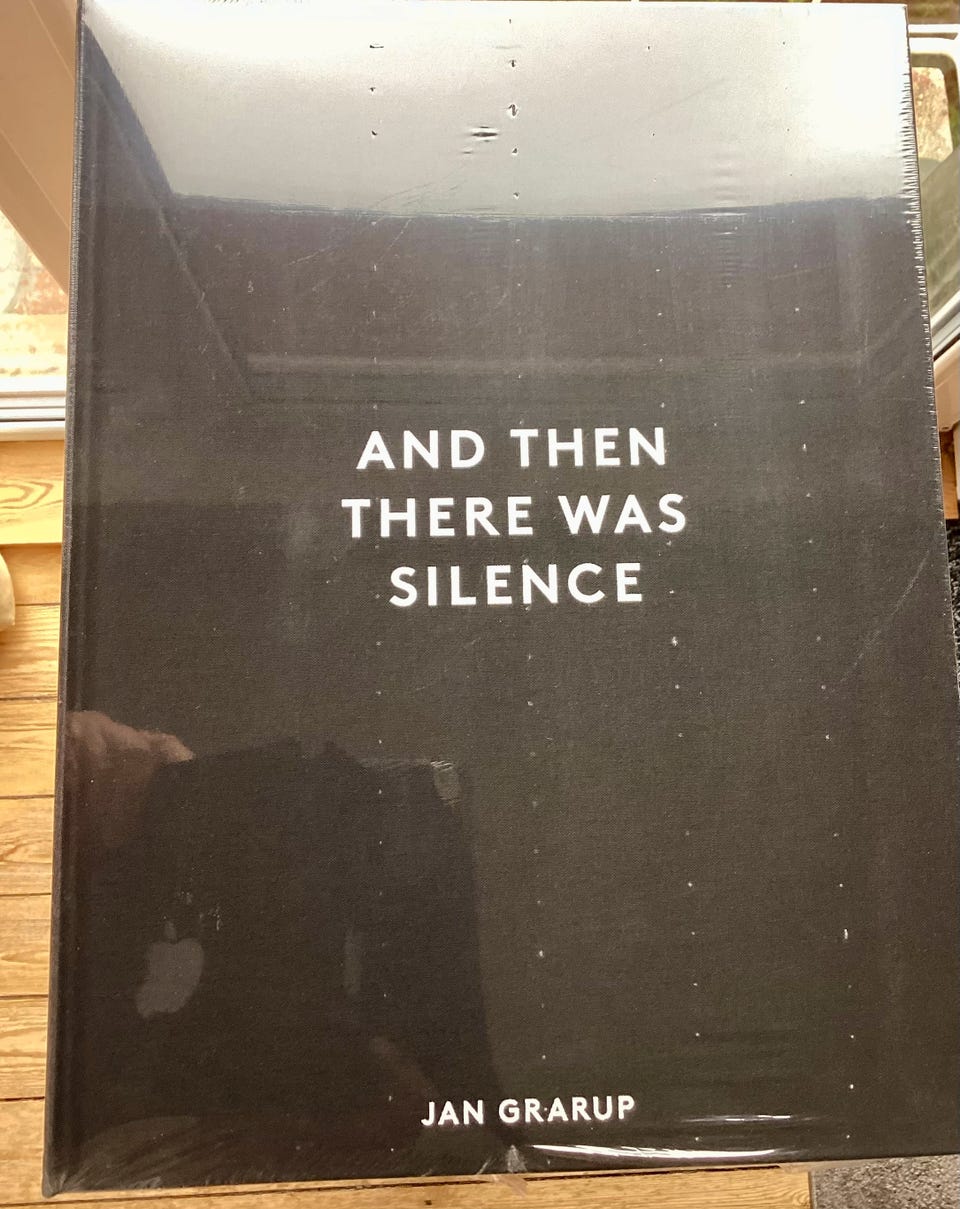 AND THEN
THERE WAS
SILENCE
JAN GRARUP